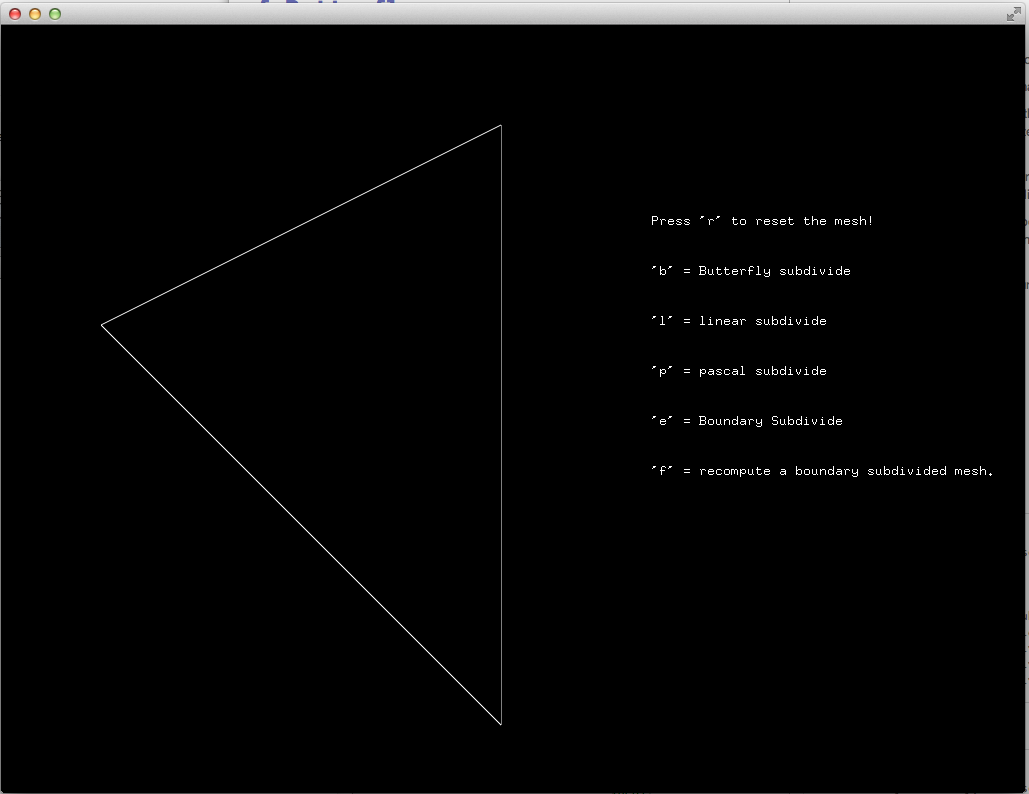 Press "r" to reset the mesh!
"b" = Butterfly subdivide
"l" = linear subdivide
"p" = pascal subdivide
"e" = Boundary Subdivide
"f" = recompute a boundary subdivided mesh.